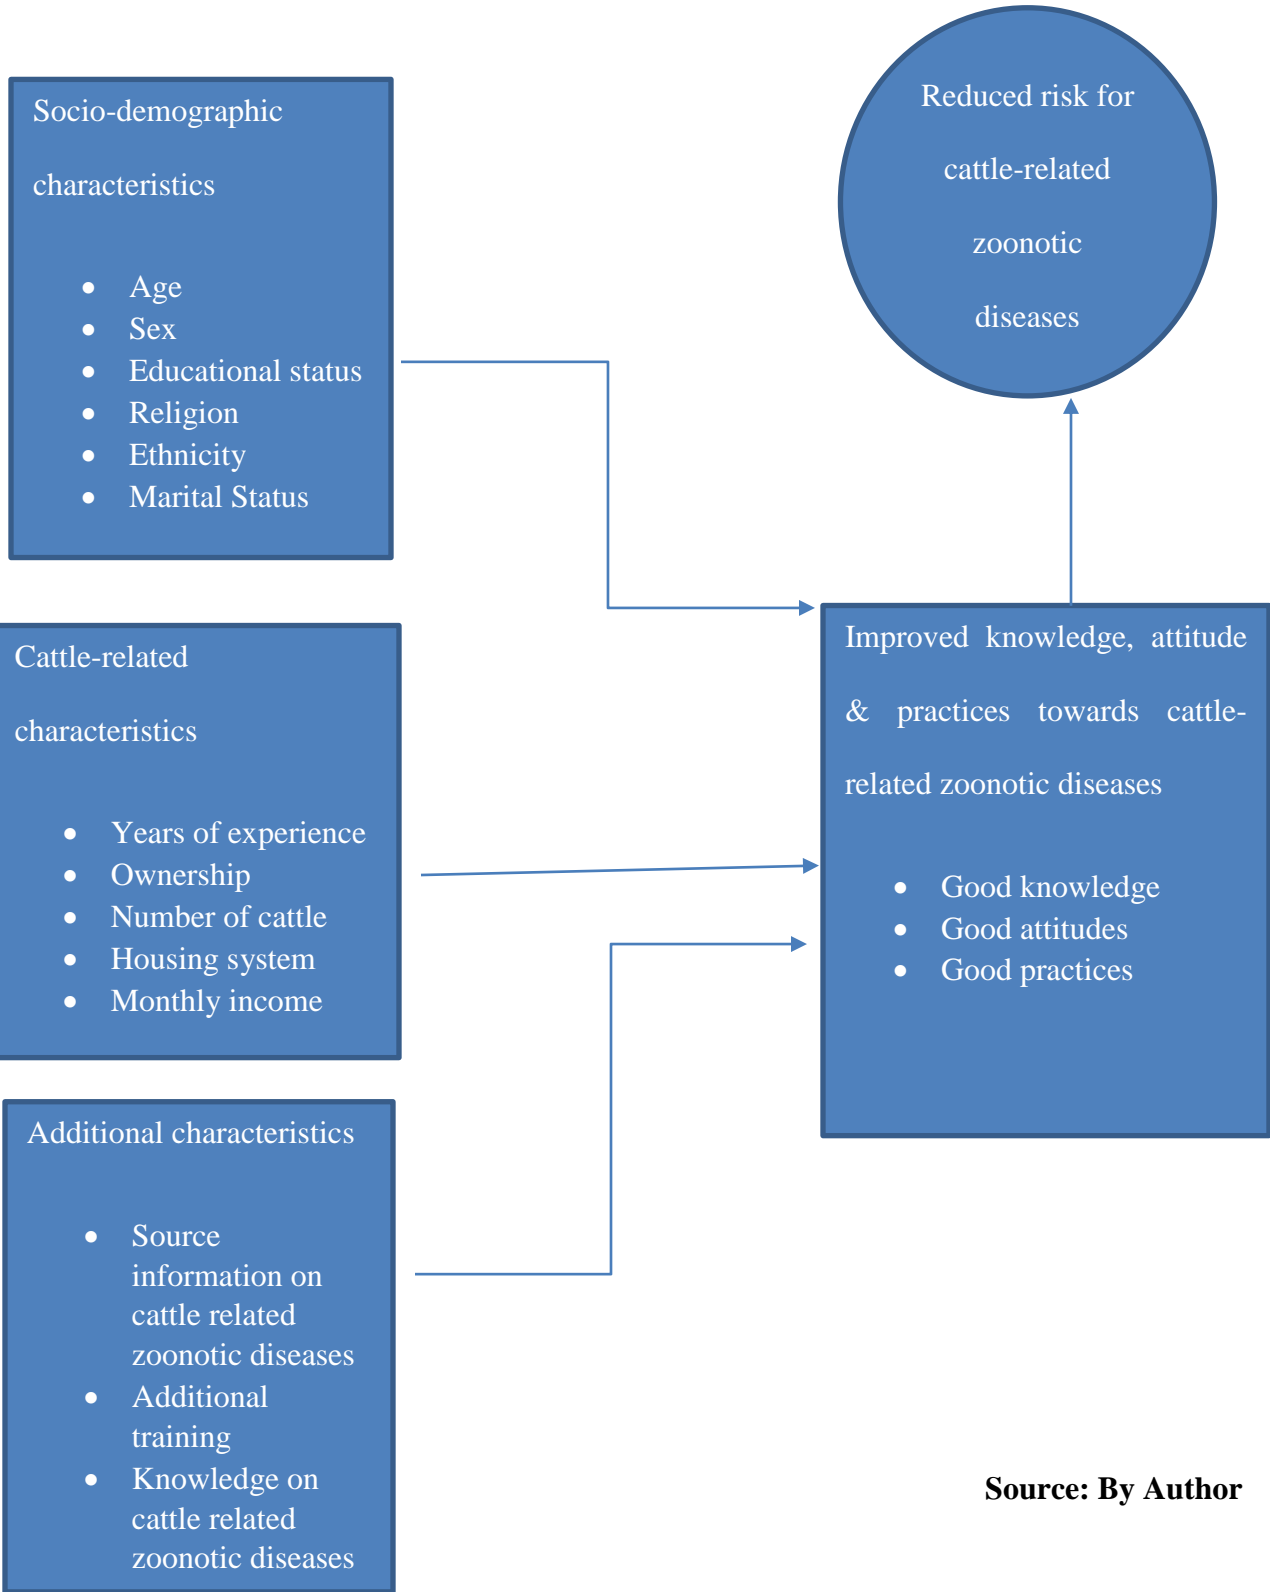 Socio-demographic
characteristics
• Age
• Sex
• Educational status
• Religion
• Ethnicity
• Marital Status
Reduced risk for
cattle-related
zoonotic
diseases
Cattle-related
characteristics
• Years of experience
• Ownership
• Number of cattle
• Housing system
• Monthly income
Improved knowledge, attitude
& practices towards cattle-
related zoonotic diseases
• Good knowledge
• Good attitudes
• Good practices
Additional characteristics
• Source
information on
cattle related
zoonotic diseases
• Additional
training
• Knowledge on
cattle related
zoonotic diseases
Source: By Author